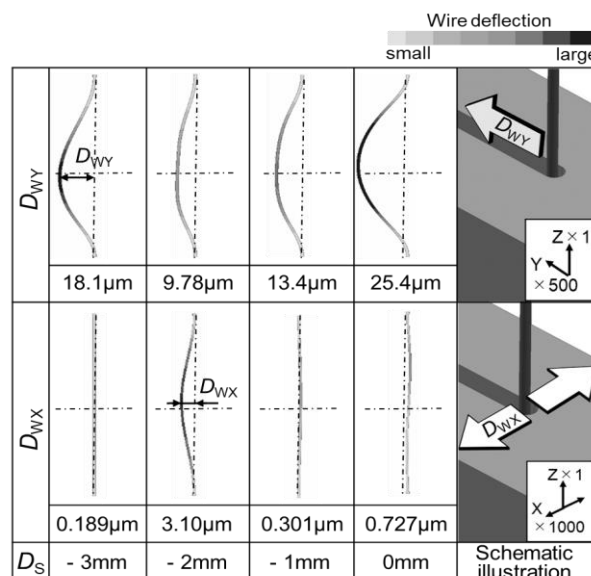 Wire deflection
small large
D_WY
D_WY
D_WY
Z × 1
Y
× 500
18.1μm 9.78μm 13.4μm 25.4μm
D_WX
D_WX
D_WX
Z × 1
X
× 1000
0.189μm 3.10μm 0.301μm 0.727μm
D_S - 3mm - 2mm - 1mm 0mm Schematic
illustration